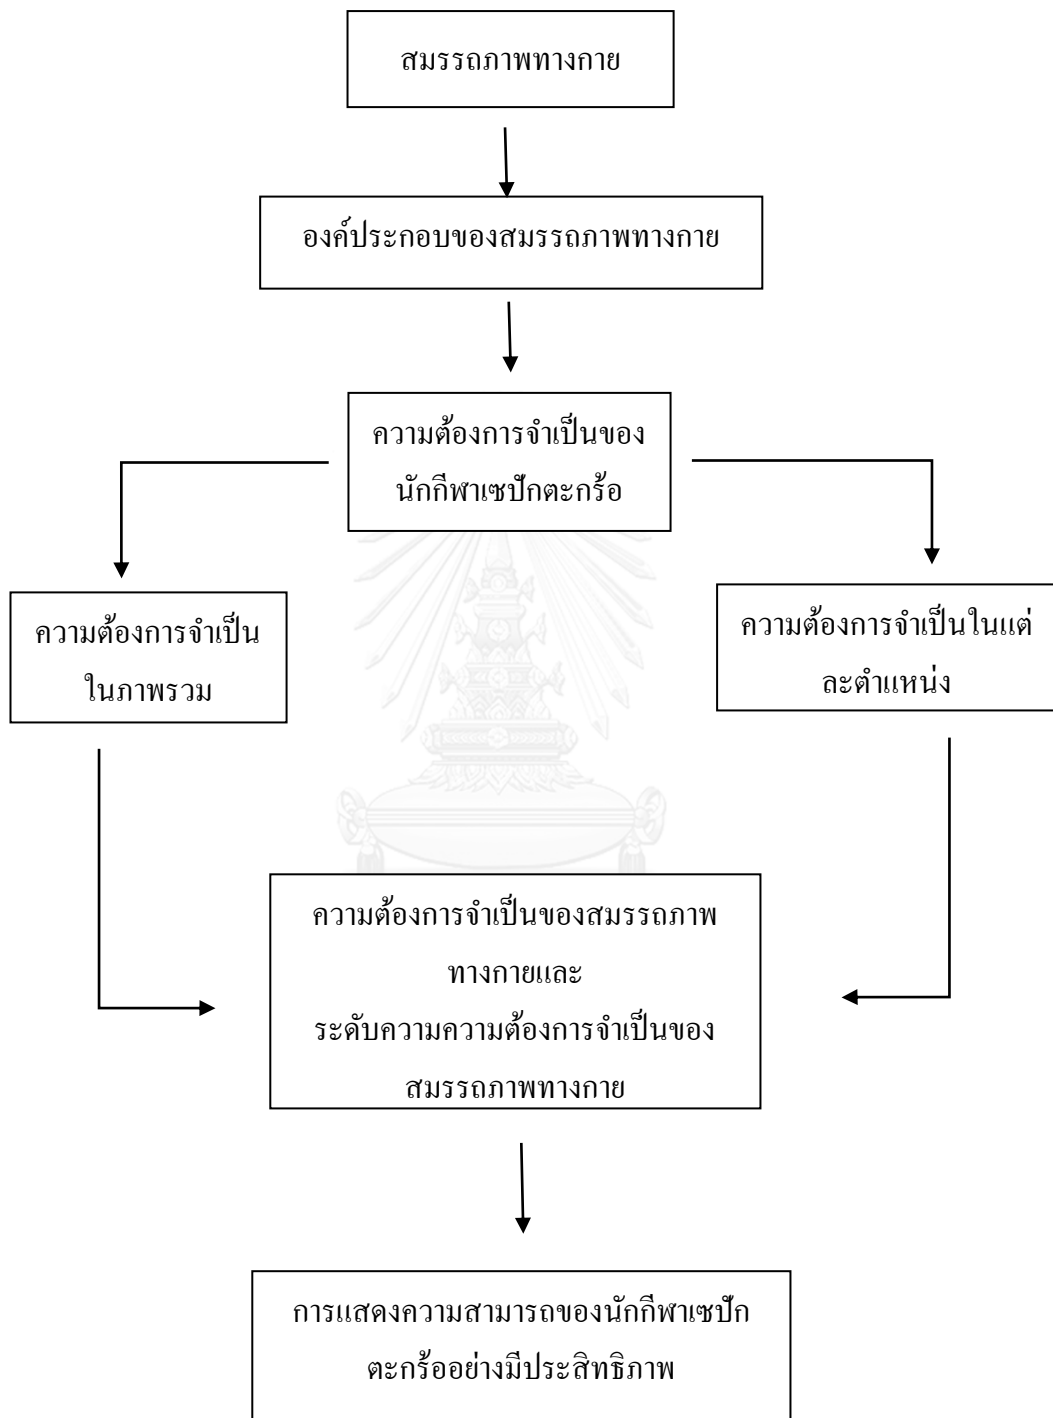 สมรรถภาพทางกาย
องค์ประกอบของสมรรถภาพทางกาย
ความต้องการจำเป็นของ
นักกีฬาเซปักตะกร้อ
ความต้องการจำเป็น
ในภาพรวม
ความต้องการจำเป็นในแต่
ละตำแหน่ง
ความต้องการจำเป็นของสมรรถภาพ
ทางกายและ
ระดับความความต้องการจำเป็นของ
สมรรถภาพทางกาย
การแสดงความสามารถของนักกีฬาเซปัก
ตะกร้ออย่างมีประสิทธิภาพ